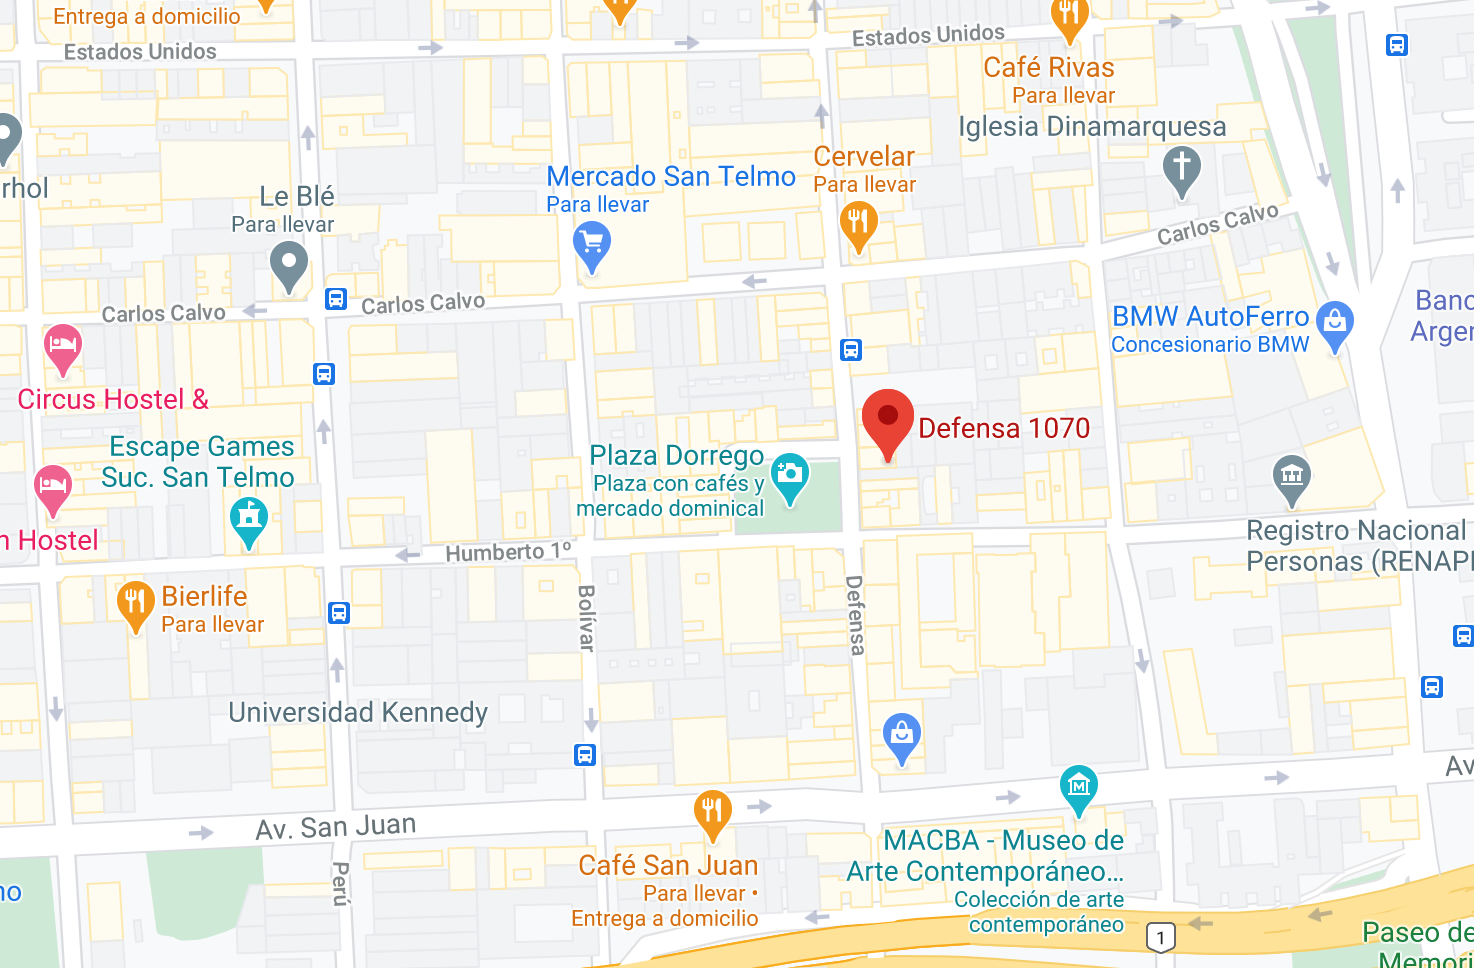 Entrega a domicilio
Estados Unidos
Estados Unidos
Café Rivas
Para llevar
Iglesia Dinamarquesa
Cervelar
Para llevar
Mercado San Telmo
Para llevar
rhol
Le Blé
Para llevar
Carlos Calvo
Carlos Calvo
Carlos Calvo
BMW AutoFerro
Concesionario BMW
Banc
Argen
Circus Hostel &
Defensa 1070
Escape Games
Suc. San Telmo
Plaza Dorrego
Plaza con cafés y
mercado dominical
n Hostel
Humberto 1º
Registro Nacional
Personas (RENAPE
Bierlife
Para llevar
Bolívar
Defensa
Universidad Kennedy
Av
Av. San Juan
MACBA - Museo de
Arte Contemporáneo...
Colección de arte
contemporáneo
Café San Juan
Para llevar •
Entrega a domicilio
Perú
no
1
M
Paseo de
Memori